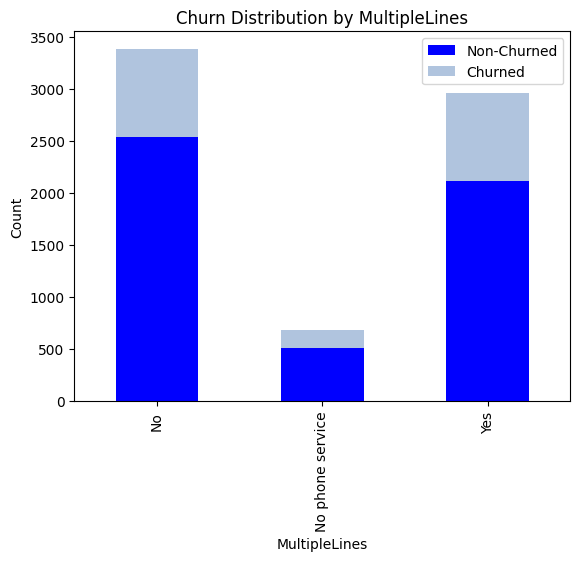 Churn Distribution by MultipleLines
Non-Churned
Churned
3500
3000
2500
2000
1500
1000
500
0
Count
No
No phone service
Yes
MultipleLines